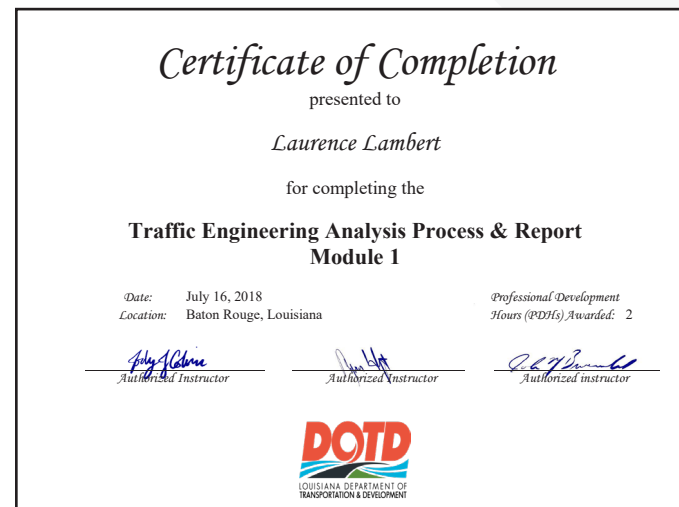 Certificate of Completion
presented to
Laurence Lambert
for completing the
Traffic Engineering Analysis Process & Report
Module 1
Date: July 16, 2018
Location: Baton Rouge, Louisiana
Professional Development
Hours (PDHs) Awarded: 2
Authorized Instructor
Authorized Instructor
Authorized instructor
DOTD
LOUISIANA DEPARTMENT OF
TRANSPORTATION & DEVELOPMENT